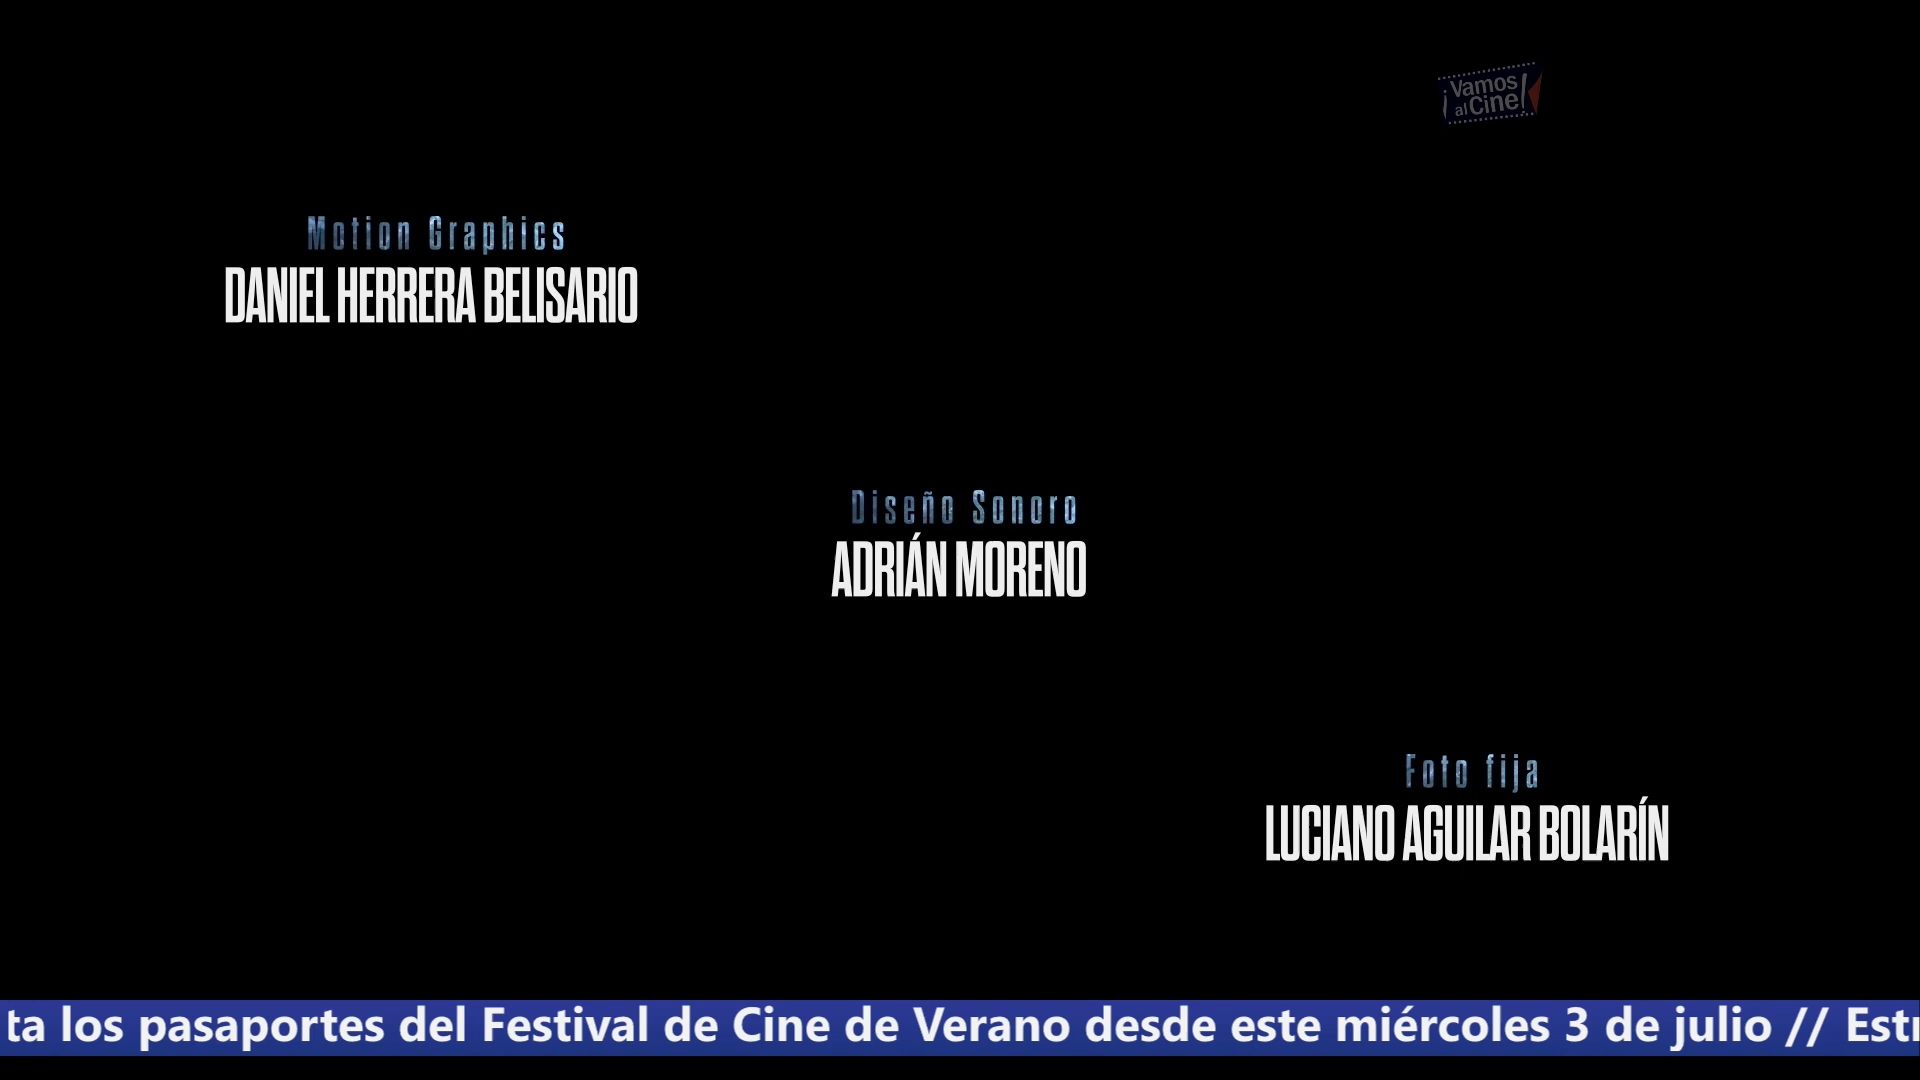 ¡Vamos
al Cine!
Motion Graphics
DANIEL HERRERA BELISARIO
Diseño Sonoro
ADRIÁN MORENO
Foto fija
LUCIANO AGUILAR BOLARÍN
ta los pasaportes del Festival de Cine de Verano desde este miércoles 3 de julio // Estr